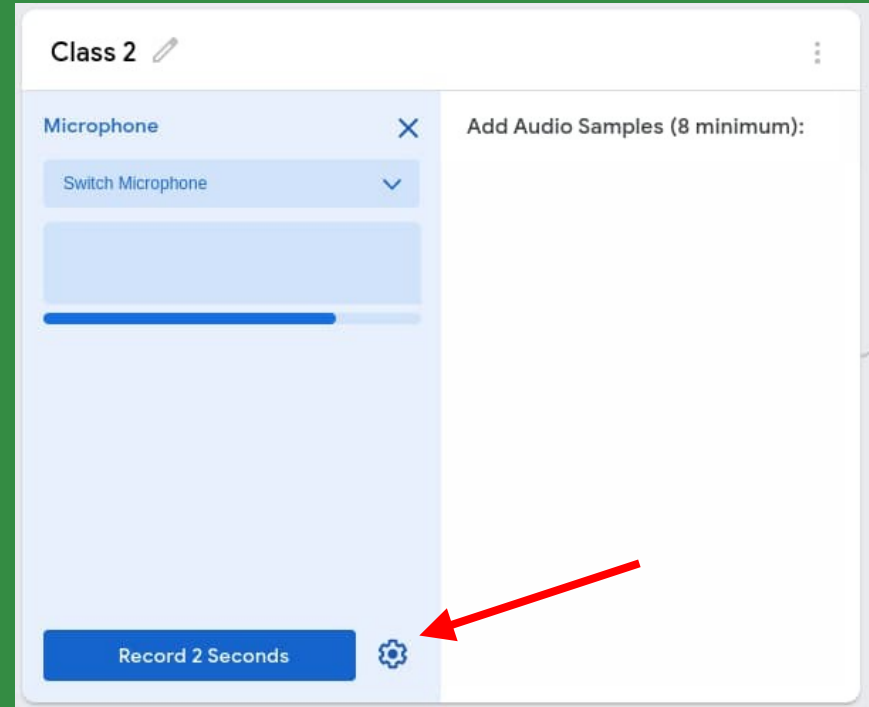 Class 2
Microphone
Add Audio Samples (8 minimum):
Switch Microphone
Record 2 Seconds